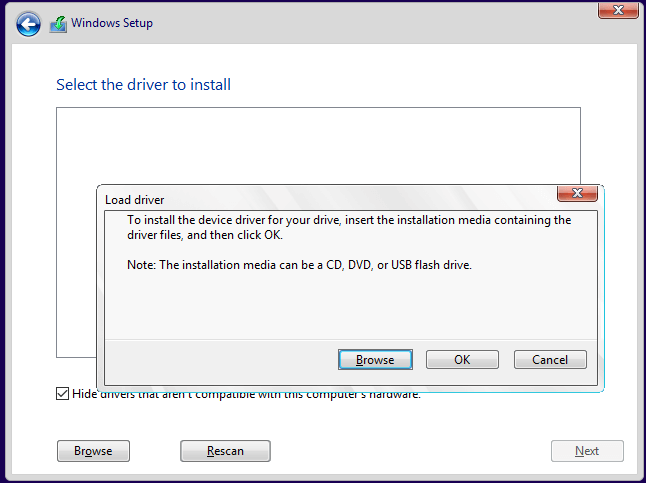 Windows Setup
Select the driver to install
Load driver
To install the device driver for your drive, insert the installation media containing the
driver files, and then click OK.
Note: The installation media can be a CD, DVD, or USB flash drive.
Browse OK Cancel
Hide drivers that aren't compatible with this computer's hardware.
Browse Rescan Next